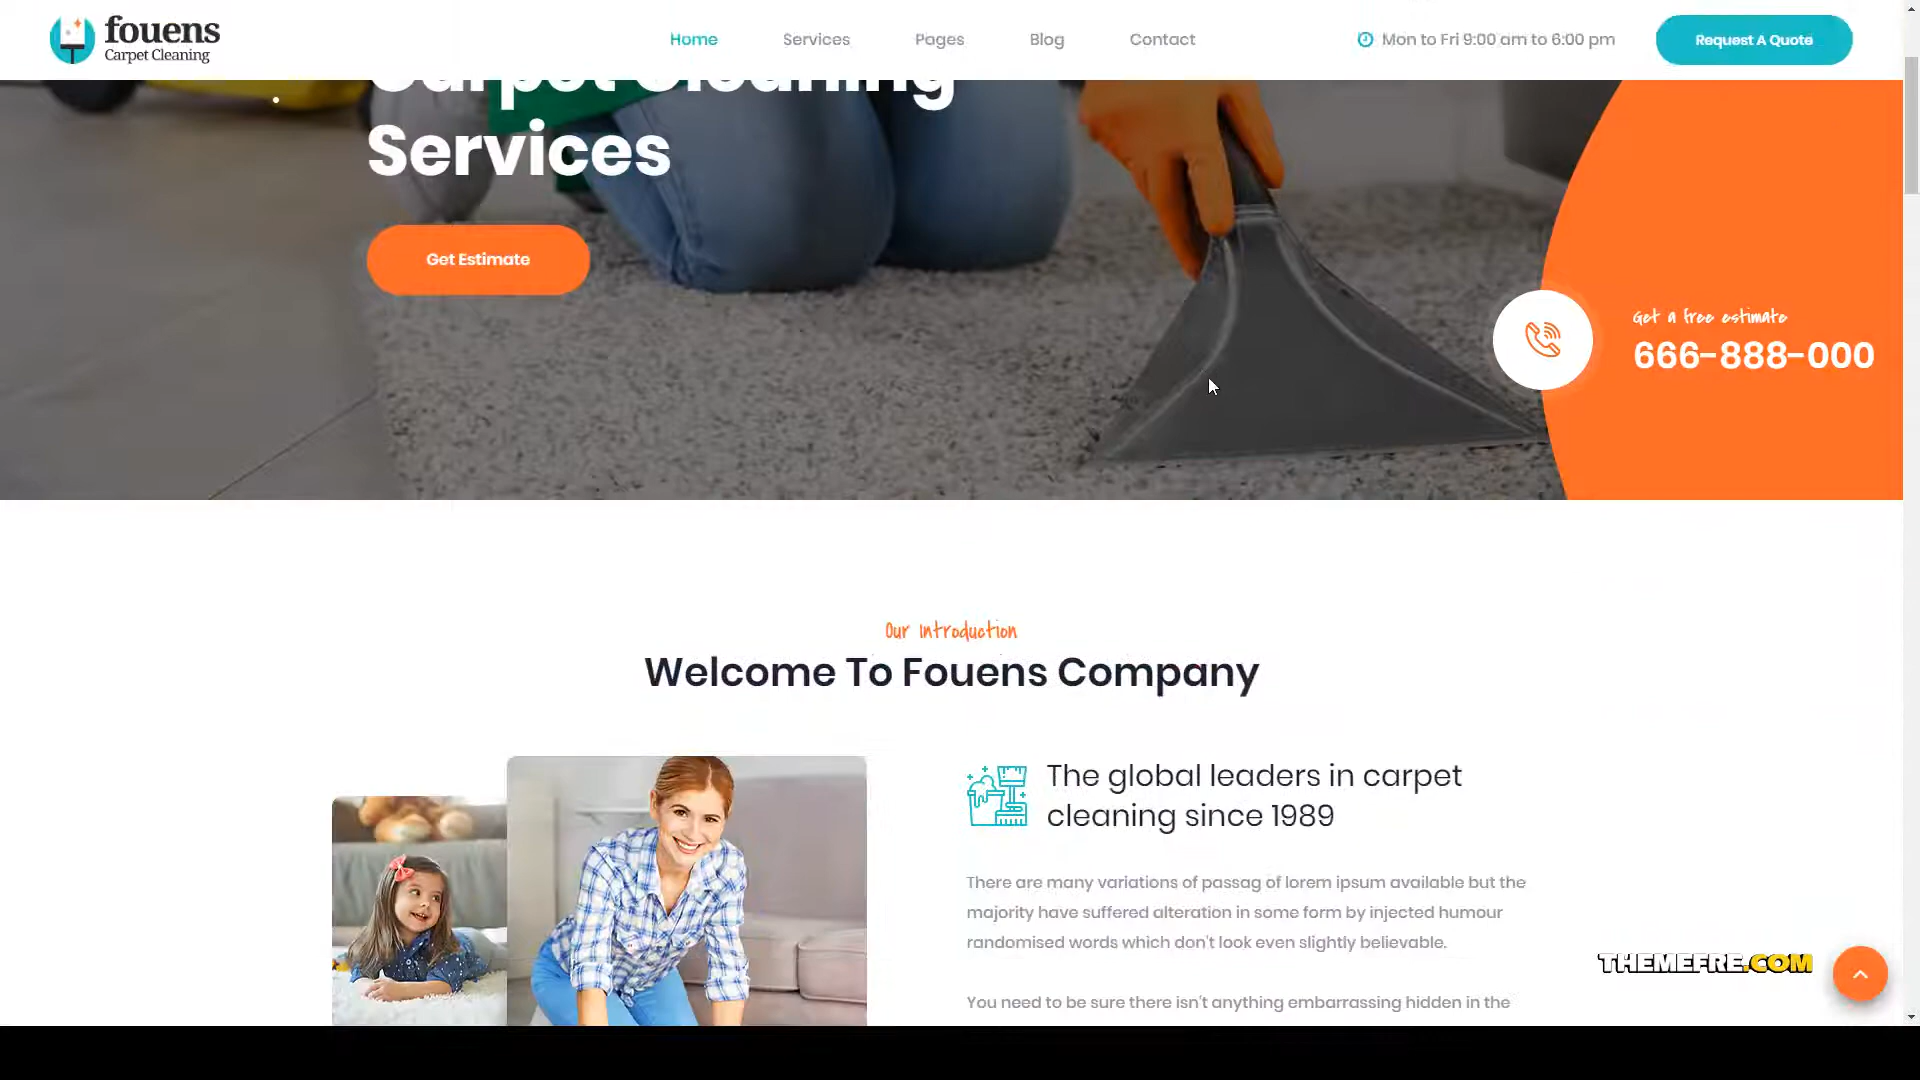 fouens
Carpet Cleaning
Home
Services
Pages
Blog
Contact
Mon to Fri 9:00 am to 6:00 pm
Request A Quote
Carpet Cleaning
Services
Get Estimate
Get a free estimate
666-888-000
Our Introduction
Welcome To Fouens Company
The global leaders in carpet
cleaning since 1989
There are many variations of passag of lorem ipsum available but the
majority have suffered alteration in some form by injected humour
randomised words which don't look even slightly believable.
You need to be sure there isn't anything embarrassing hidden in the
THEMEFRE.COM